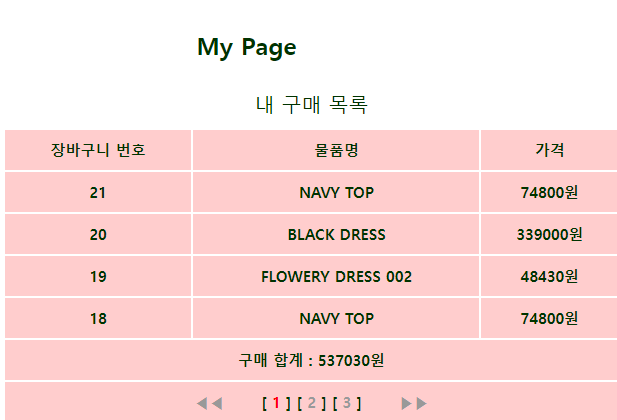 My Page
내 구매 목록
장바구니 번호 물품명 가격
21 NAVY TOP 74800원
20 BLACK DRESS 339000원
19 FLOWERY DRESS 002 48430원
18 NAVY TOP 74800원
구매 합계 : 537030원
◀◀ [ 1 ] [ 2 ] [ 3 ] ▶▶